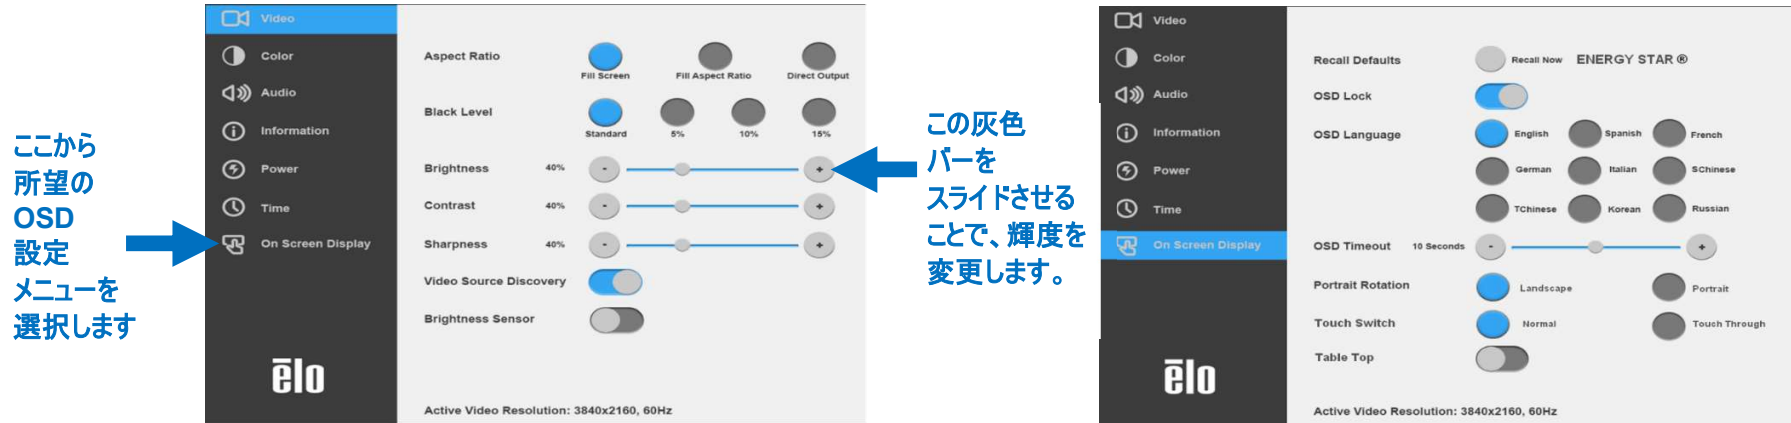 ここから
所望の
OSD
設定
メニューを
選択します
Video
Color
Audio
Information
Power
Time
On Screen Display
ēlo
Aspect Ratio
Fill Screen Fill Aspect Ratio Direct Output
Black Level
Standard 5% 10% 15%
Brightness 40% - +
Contrast 40% - +
Sharpness 40% - +
Video Source Discovery
Brightness Sensor
Active Video Resolution: 3840x2160, 60Hz
この灰色
バーを
スライドさせる
ことで、輝度を
変更します。
Video
Color
Audio
Information
Power
Time
On Screen Display
ēlo
Recall Defaults Recall Now ENERGY STAR ®
OSD Lock
OSD Language English Spanish French
German Italian SChinese
TChinese Korean Russian
OSD Timeout 10 Seconds - +
Portrait Rotation Landscape Portrait
Touch Switch Normal Touch Through
Table Top
Active Video Resolution: 3840x2160, 60Hz